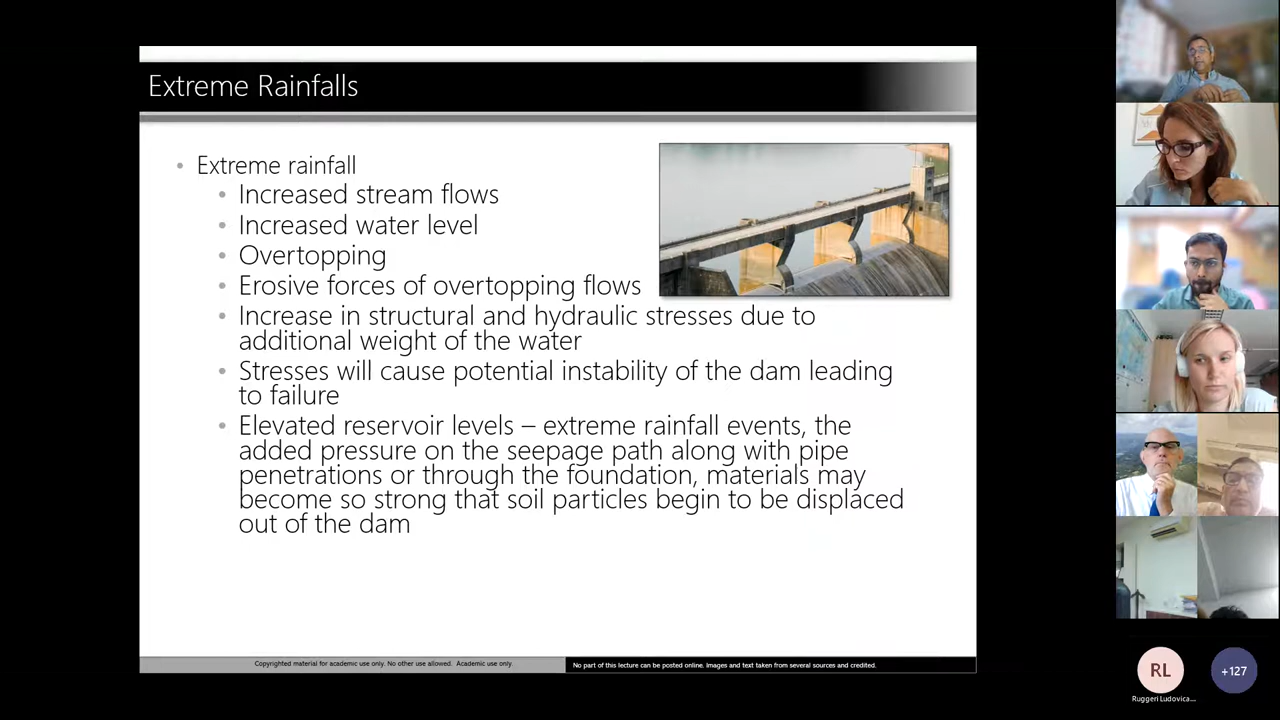 Extreme Rainfalls
Extreme rainfall
Increased stream flows
Increased water level
Overtopping
Erosive forces of overtopping flows
Increase in structural and hydraulic stresses due to
additional weight of the water
Stresses will cause potential instability of the dam leading
to failure
Elevated reservoir levels – extreme rainfall events, the
added pressure on the seepage path along with pipe
penetrations or through the foundation, materials may
become so strong that soil particles begin to be displaced
out of the dam
Copyrighted material for academic use only. No other use allowed. Academic use only.
No part of this lecture can be posted online. Images and text taken from several sources and credited.
RL
+127
Ruggeri Ludovica...